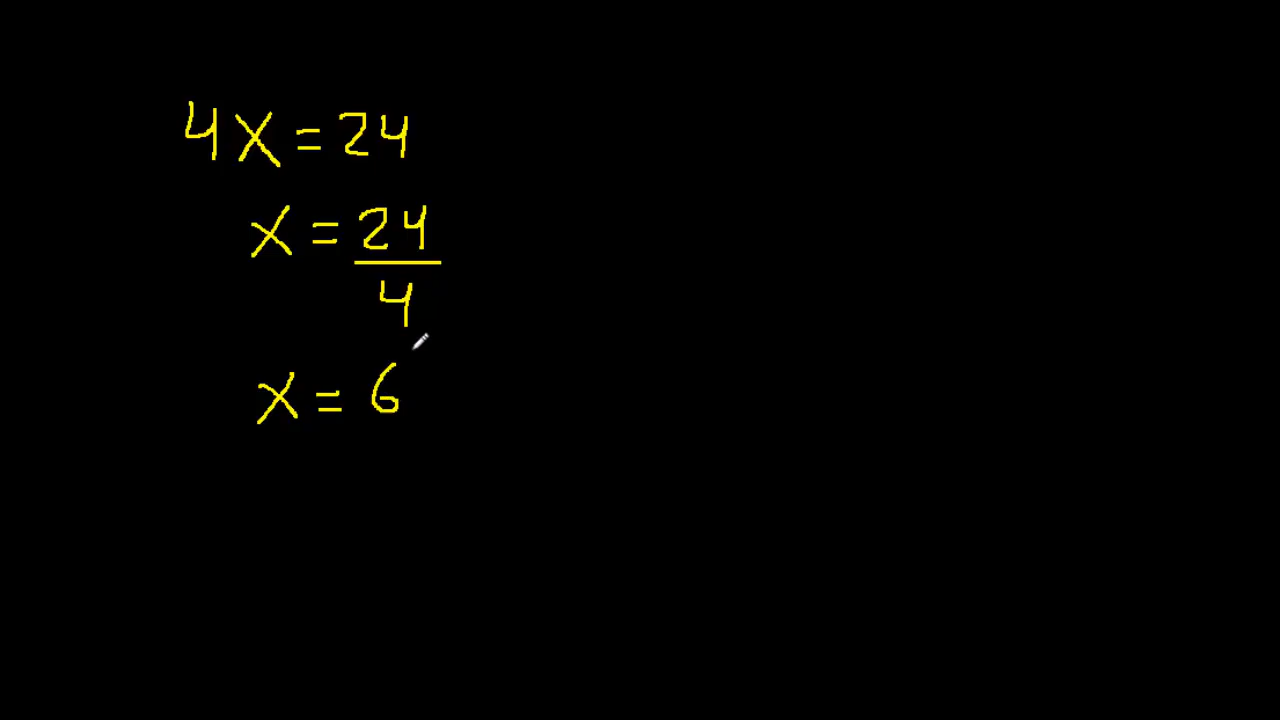 4x = 24
x = 24
4
x = 6